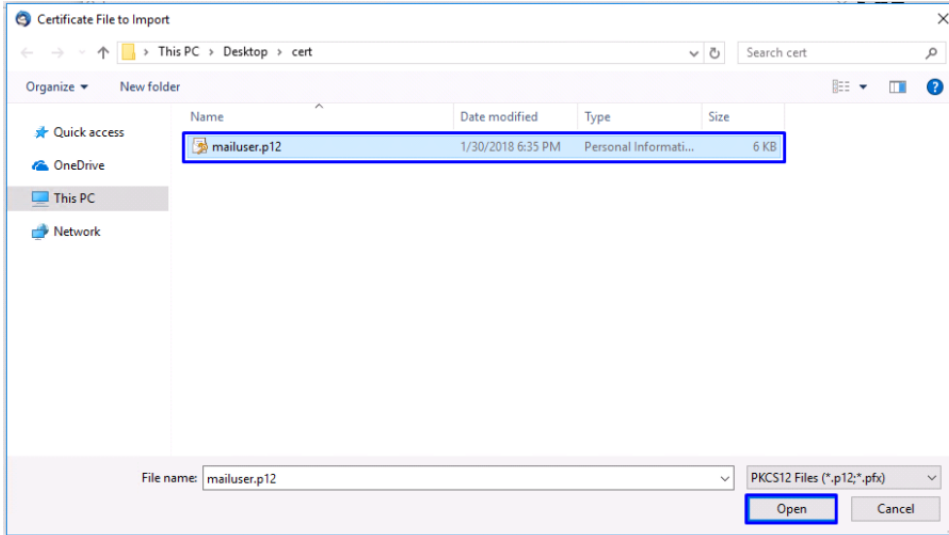 Certificate File to Import
This PC > Desktop > cert
Search cert
Organize
New folder
Name
Date modified
Type
Size
Quick access
OneDrive
This PC
Network
mailuser.p12
1/30/2018 6:35 PM
Personal Informati...
6 KB
File name:
mailuser.p12
PKCS12 Files (*.p12;*.pfx)
Open
Cancel